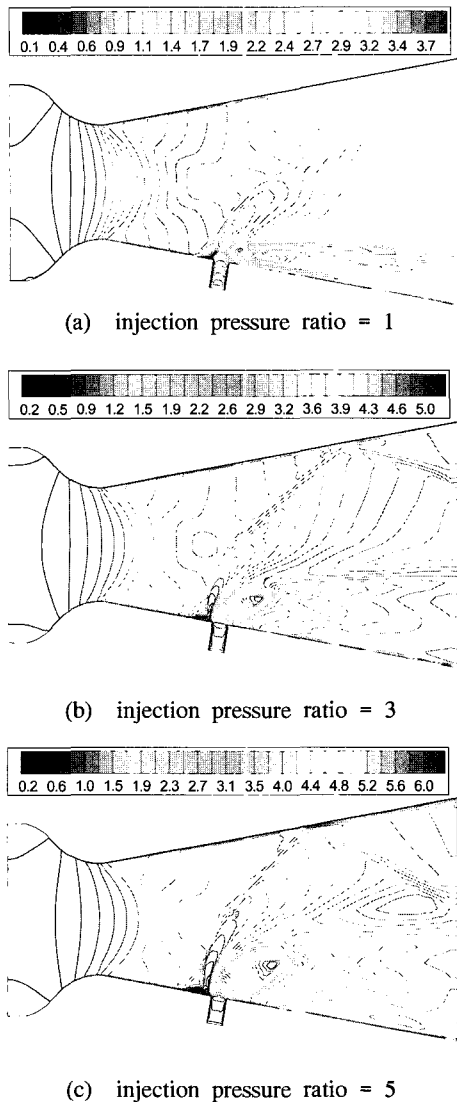 0.1 0.4 0.6 0.9 1.1 1.4 1.7 1.9 2.2 2.4 2.7 2.9 3.2 3.4 3.7
(a) injection pressure ratio = 1
0.2 0.5 0.9 1.2 1.5 1.9 2.2 2.6 2.9 3.2 3.6 3.9 4.3 4.6 5.0
(b) injection pressure ratio = 3
0.2 0.6 1.0 1.5 1.9 2.3 2.7 3.1 3.5 4.0 4.4 4.8 5.2 5.6 6.0
(c) injection pressure ratio = 5